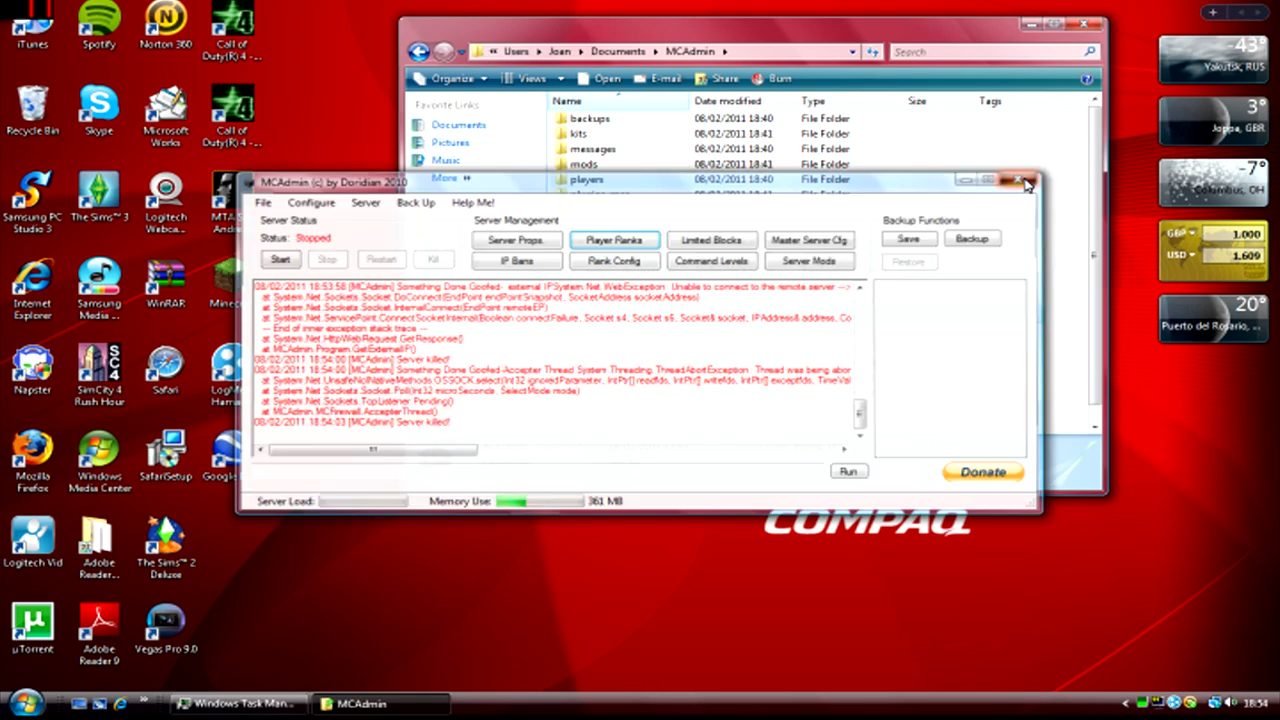 iTunes
Spotify
Norton 360
Call of
Duty(R) 4 -...
Recycle Bin
Skype
Microsoft
Works
Call of
Duty(R) 4 -...
Samsung PC
Studio 3
The Sims™ 3
Logitech
Webca...
MTA
Internet
Explorer
Samsung
Media...
WinRAR
Napster
SimCity 4
Rush Hour
Safari
Mozilla
Firefox
Windows
Media Center
SafariSetup
Logitech Vid
Adobe
Reader...
The Sims™ 2
Deluxe
µTorrent
Adobe
Reader 9
Vegas Pro 9.0
Users Joan Documents MCAdmin
Search
Organize Views Open E-mail Share Burn
Favorite Links
Documents
Pictures
Music
More »
Name Date modified Type Size Tags
backups 08/02/2011 18:40 File Folder
kits 08/02/2011 18:41 File Folder
messages 08/02/2011 18:40 File Folder
mods 08/02/2011 18:41 File Folder
players 08/02/2011 18:40 File Folder
MCAdmin (c) by Doridian 2010
File Configure Server Back Up Help Me!
Server Status
Status: Stopped
Start Stop Restart Kill
Server Management
Server Props. Player Ranks Limited Blocks Master Server Cfg
IP Bans Rank Config Command Levels Server Mods
Backup Functions
Save Backup
Restore
08/02/2011 18:53:58 [MCAdmin] Something Done Goofed- external IPSystem.Net.WebException: Unable to connect to the remote server --->
at System.Net.Sockets.Socket.DoConnect(EndPoint endPointSnapshot, SocketAddress socketAddress)
at System.Net.Sockets.Socket.InternalConnect(EndPoint remoteEP)
at System.Net.ServicePoint.ConnectSocketInternal(Boolean connectFailure, Socket s4, Socket s6, Socket& socket, IPAddress& address, Co
--- End of inner exception stack trace ---
at System.Net.HttpWebRequest.GetResponse()
at MCAdmin.Program.GetExternalIP()
08/02/2011 18:54:00 [MCAdmin] Server killed!
08/02/2011 18:54:00 [MCAdmin] Something Done Goofed-Accepter Thread System.Threading.ThreadAbortException: Thread was being abor
at System.Net.UnsafeNclNativeMethods.OSSOCK.select(Int32 ignoredParameter, IntPtr[] readfds, IntPtr[] writefds, IntPtr[] exceptfds, TimeVal
at System.Net.Sockets.Socket.Poll(Int32 microSeconds, SelectMode mode)
at System.Net.Sockets.TcpListener.Pending()
at MCAdmin.MCFirewall.AccepterThread()
08/02/2011 18:54:03 [MCAdmin] Server killed!
Run
Donate
Server Load: Memory Use: 361 MB
COMPAQ
-43°
Yakutsk, RUS
3°
Joppa, GBR
-7°
Columbus, OH
GBP 1.000
USD 1.609
20°
Puerto del Rosario, ...
Windows Task Man... MCAdmin
18:54